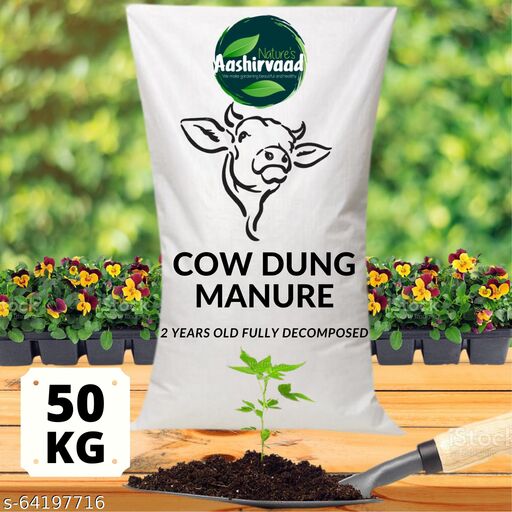 Nature's
Aashirvaad
We make gardening beautiful and healthy
COW DUNG
MANURE
2 YEARS OLD FULLY DECOMPOSED
50
KG
iStock
s-64197716